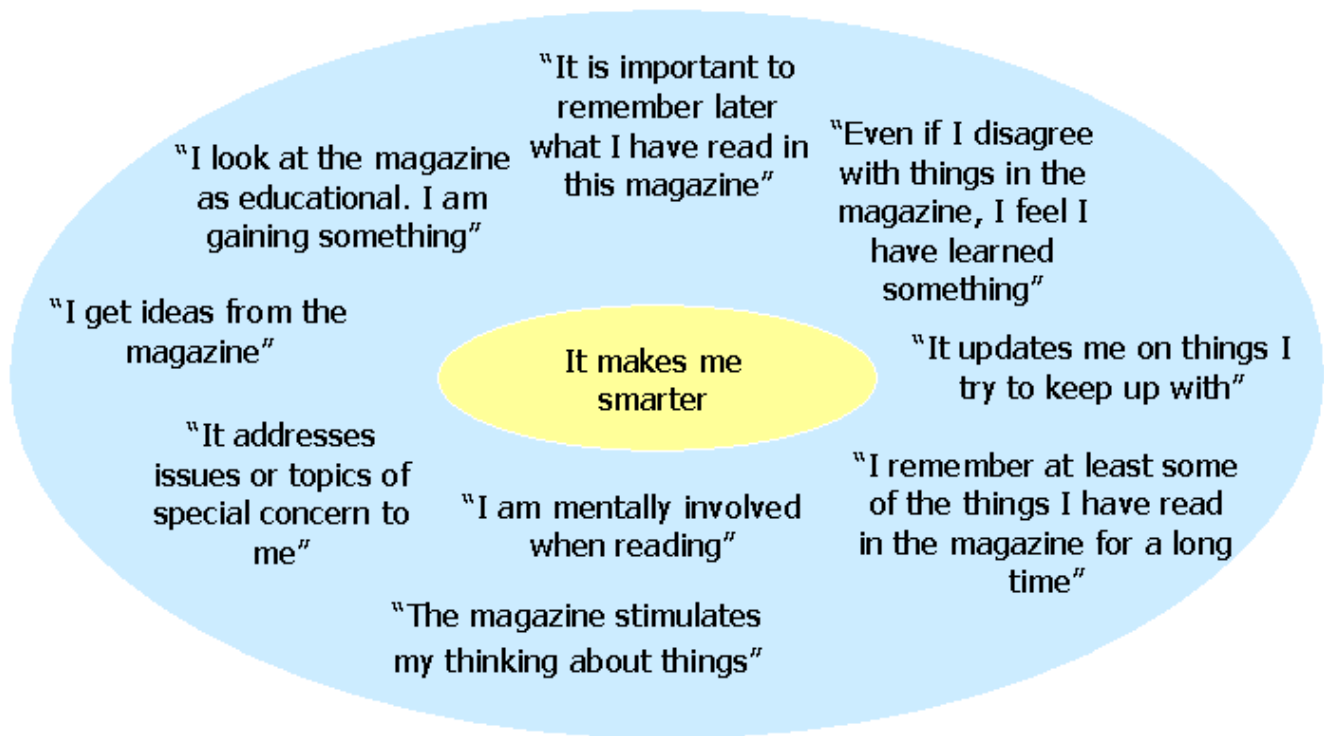 “It is important to
remember later
what I have read in
this magazine”
“Even if I disagree
with things in the
magazine, I feel I
have learned
something”
“I look at the magazine
as educational. I am
gaining something”
“I get ideas from the
magazine”
It makes me
smarter
“It updates me on things I
try to keep up with”
“It addresses
issues or topics of
special concern to
me”
“I am mentally involved
when reading”
“I remember at least some
of the things I have read
in the magazine for a long
time”
“The magazine stimulates
my thinking about things”